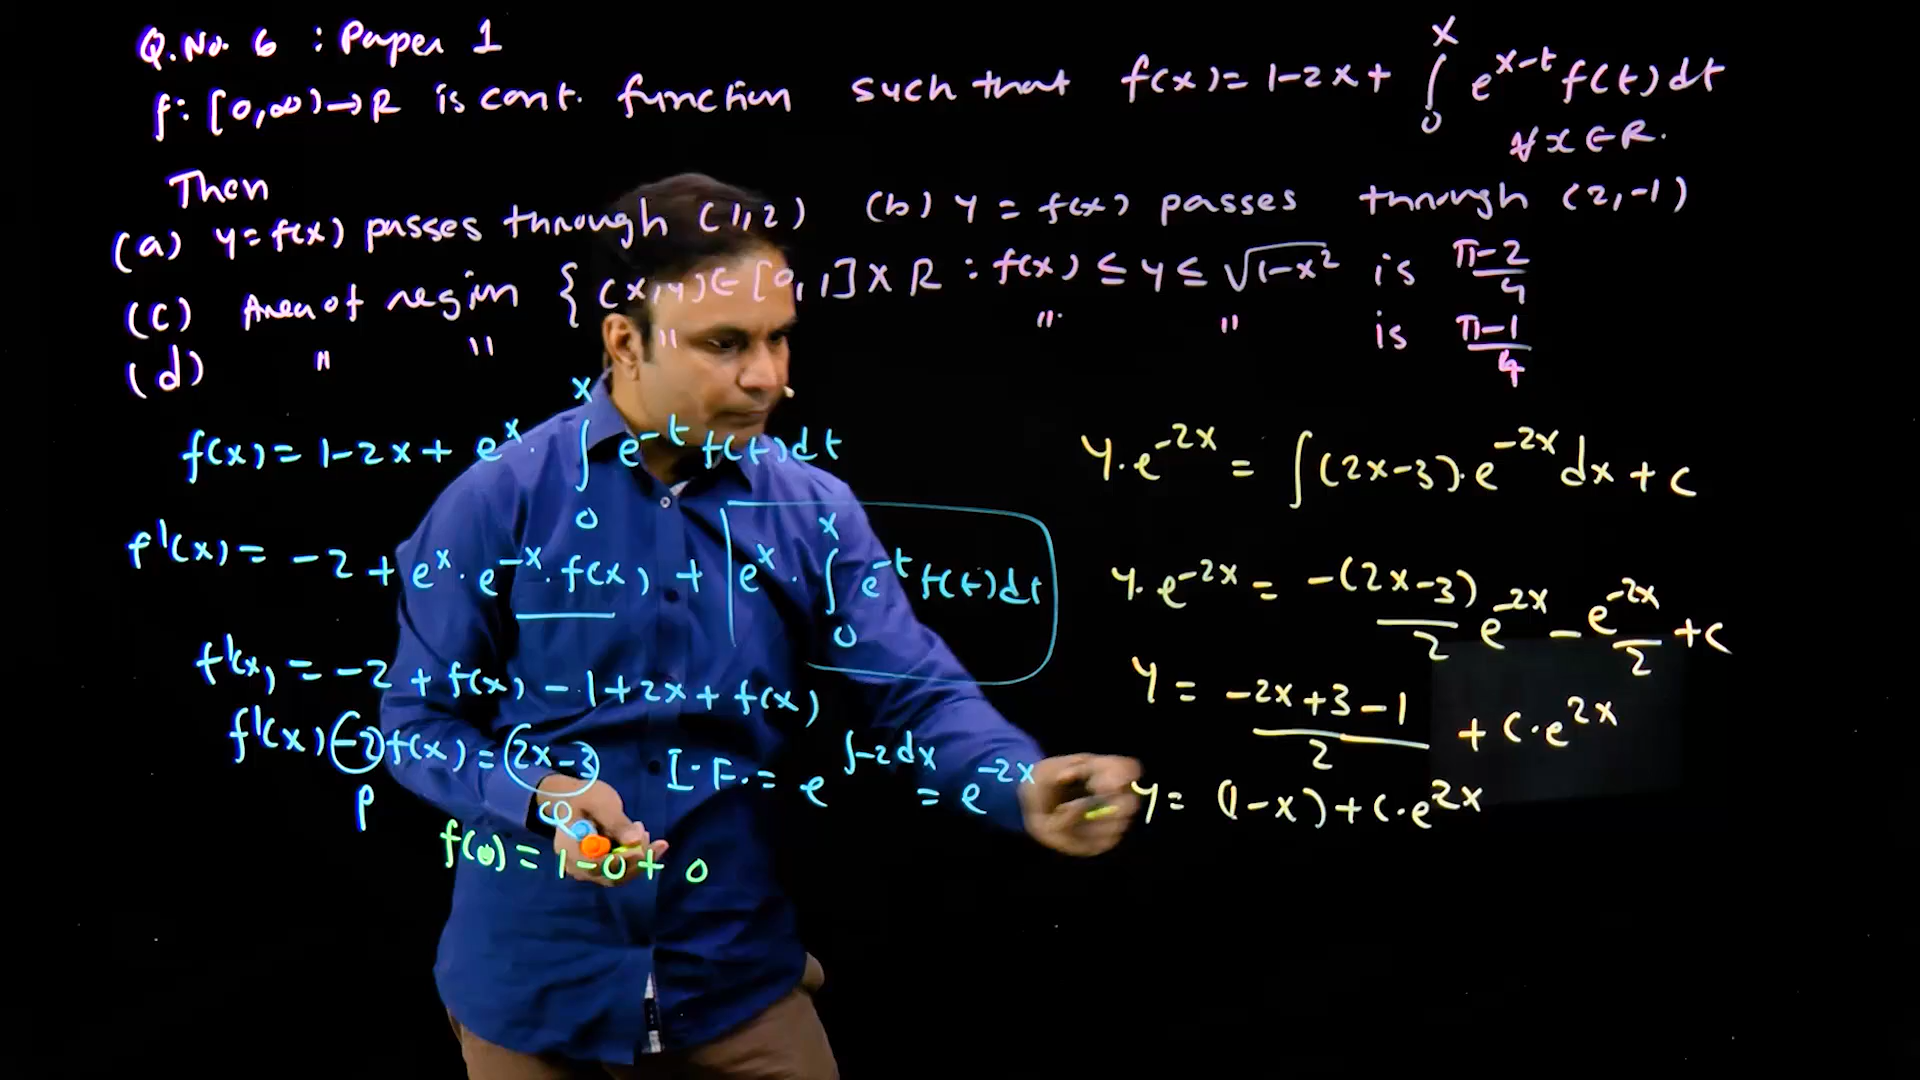 Q.No. 6 : Paper 1
f: [0,∞)→R is cont. function such that f(x)= 1-2x+ ∫₀ˣ e^{x-t} f(t)dt
∀ x ∈ R.
Then
(a) y=f(x) passes through (1,2) (b) y = f(x) passes through (2,-1)
(c) Area of region { (x,y)∈[0,1]×R : f(x) ≤ y ≤ √(1-x²) is (π-2)/4
(d) " " " " " is (π-1)/4
f(x)= 1-2x+ e^x · ∫₀ˣ e^{-t} f(t)dt
f'(x)= -2 + e^x · e^{-x} · f(x) + e^x · ∫₀ˣ e^{-t} f(t)dt
f'(x) = -2 + f(x) - 1+2x + f(x)
f'(x) -2 f(x) = 2x-3
P
Q
I.F. = e^{∫-2dx} = e^{-2x}
f(0) = 1-0+0
y·e^{-2x} = ∫(2x-3)·e^{-2x} dx + c
y·e^{-2x} = -(2x-3)/2 e^{-2x} - e^{-2x}/2 + c
y = (-2x+3-1)/2 + c·e^{2x}
y = (1-x)+c·e^{2x}